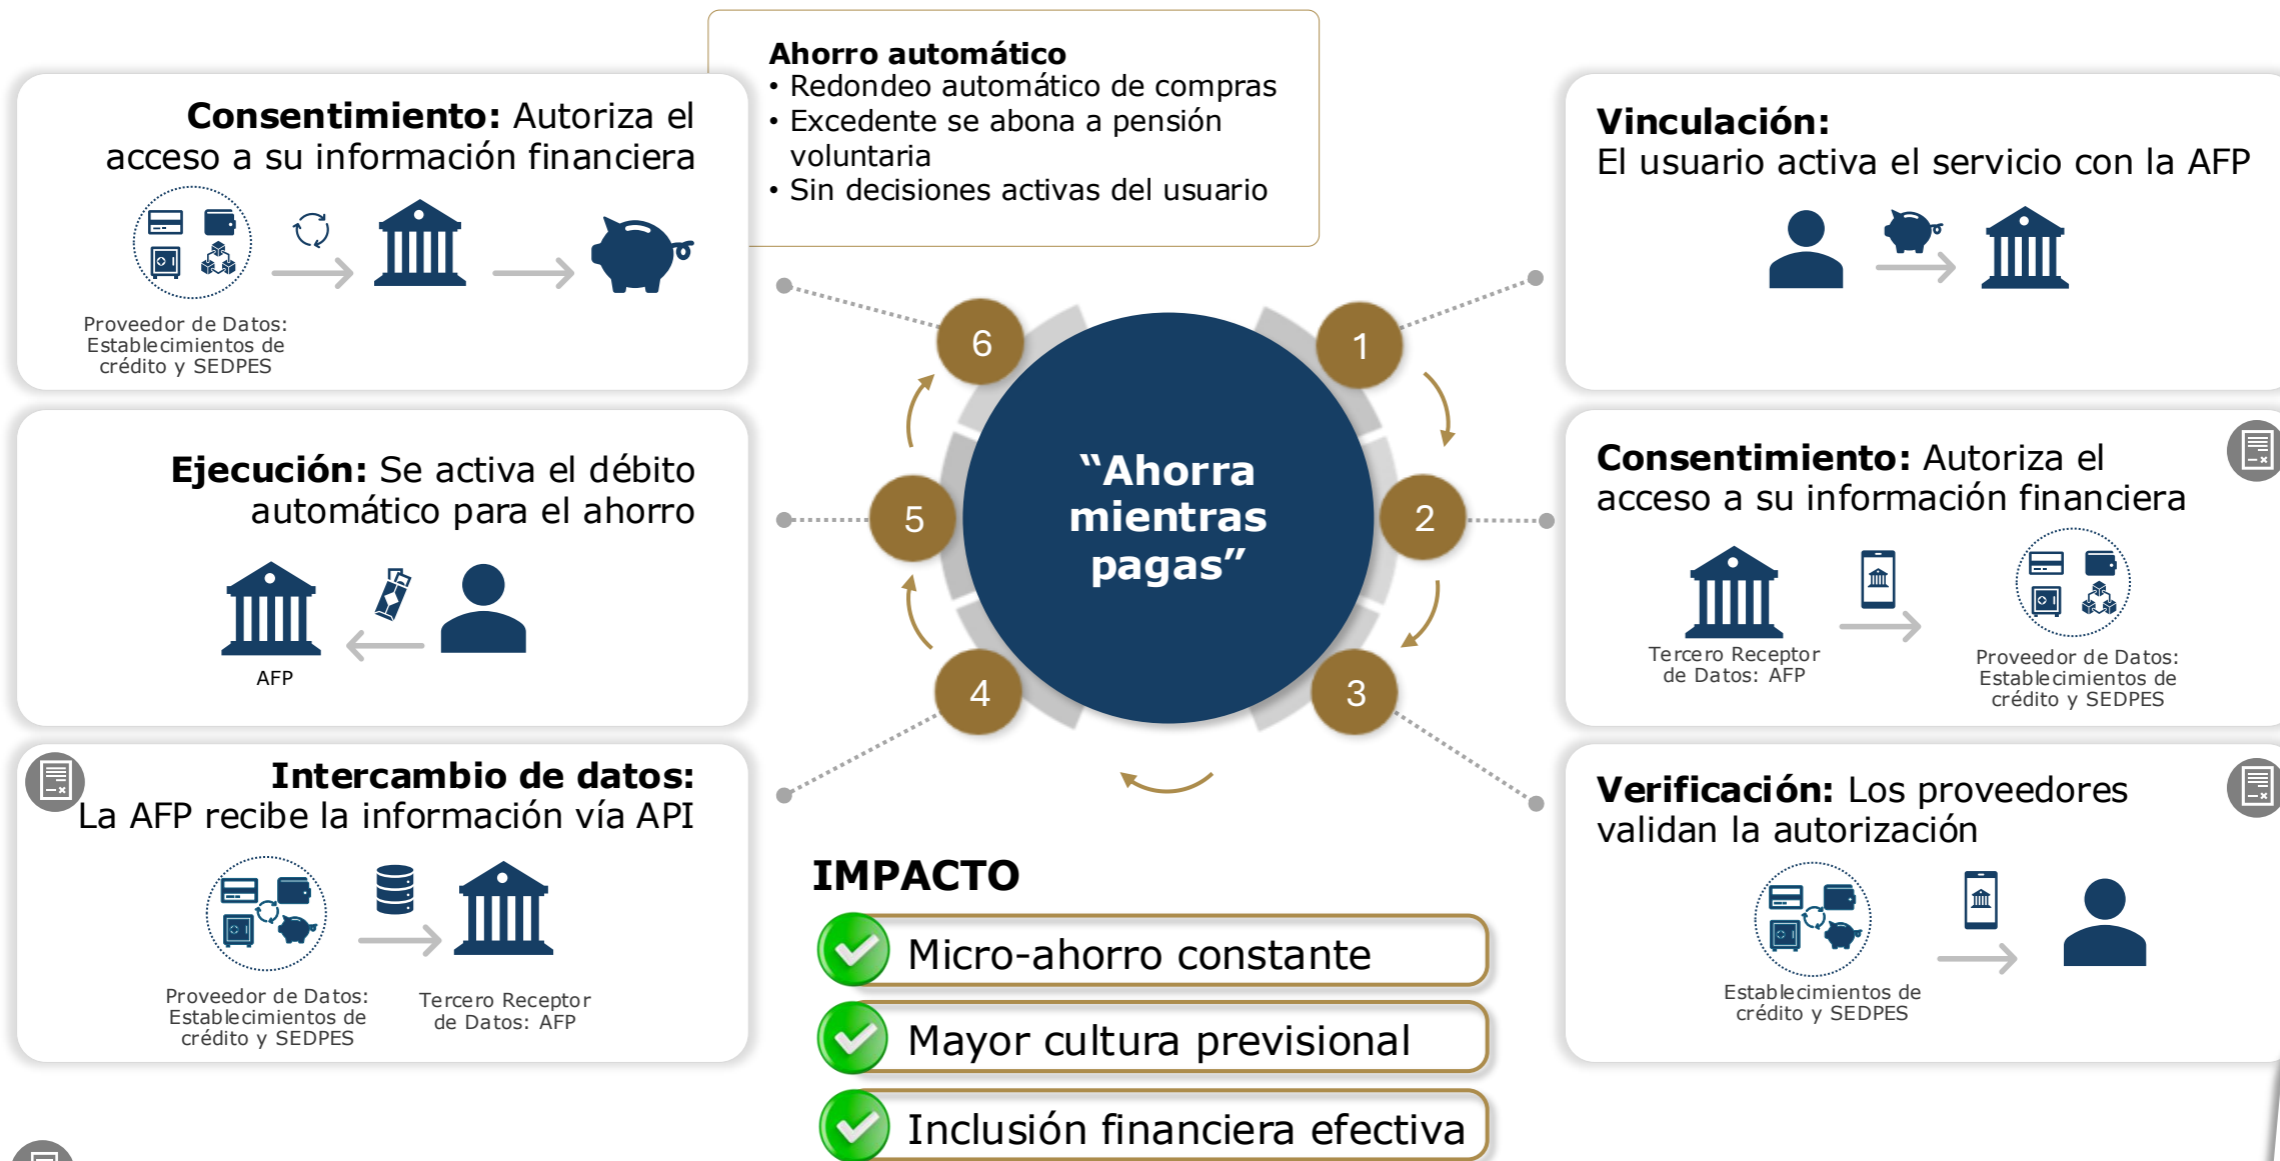 Ahorro automático
• Redondeo automático de compras
• Excedente se abona a pensión
voluntaria
• Sin decisiones activas del usuario
Consentimiento: Autoriza el
acceso a su información financiera
Proveedor de Datos:
Establecimientos de
crédito y SEDPES
Vinculación:
El usuario activa el servicio con la AFP
6
1
Ejecución: Se activa el débito
automático para el ahorro
AFP
5
“Ahorra
mientras
pagas”
2
Consentimiento: Autoriza el
acceso a su información financiera
Tercero Receptor
de Datos: AFP
Proveedor de Datos:
Establecimientos de
crédito y SEDPES
4
3
Intercambio de datos:
La AFP recibe la información vía API
Proveedor de Datos:
Establecimientos de
crédito y SEDPES
Tercero Receptor
de Datos: AFP
Verificación: Los proveedores
validan la autorización
Establecimientos de
crédito y SEDPES
IMPACTO
Micro-ahorro constante
Mayor cultura previsional
Inclusión financiera efectiva